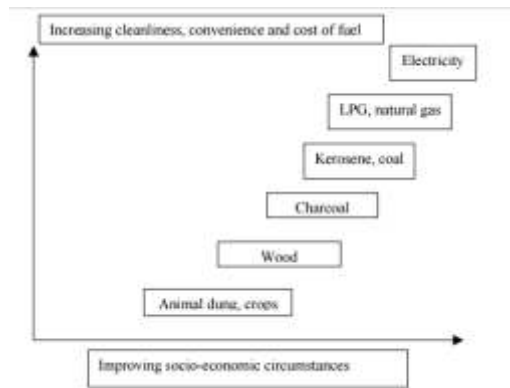 Increasing cleanliness, convenience and cost of fuel
Electricity
LPG, natural gas
Kerosene, coal
Charcoal
Wood
Animal dung, crops
Improving socio-economic circumstances